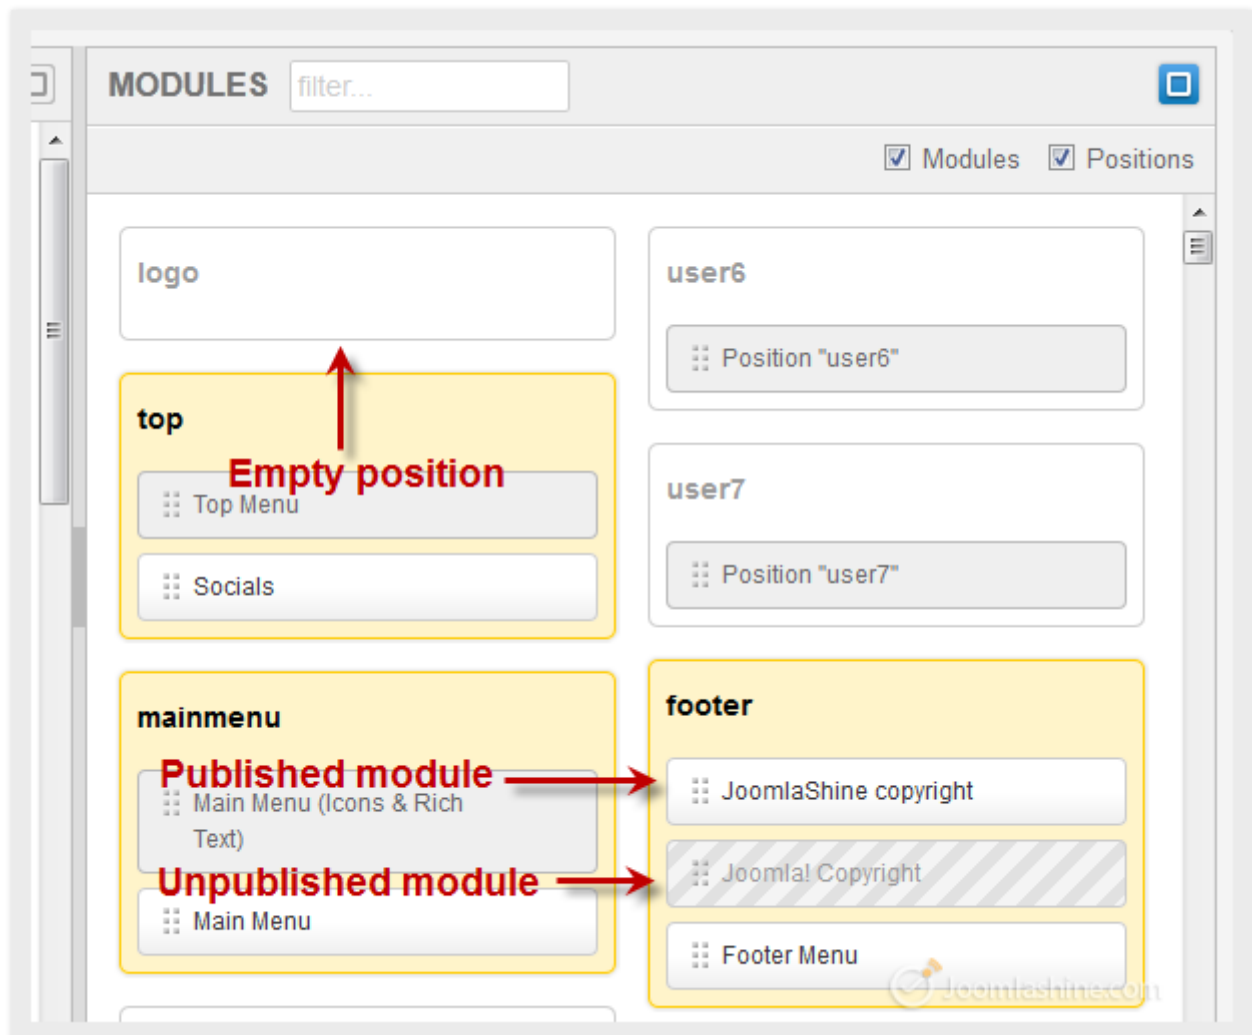 MODULES
filter...
Modules
Positions
logo
Empty position
top
Top Menu
Socials
mainmenu
Published module
Main Menu (Icons & Rich
Text)
Unpublished module
Main Menu
user6
Position "user6"
user7
Position "user7"
footer
JoomlaShine copyright
Joomla! Copyright
Footer Menu
Joomlashine.com